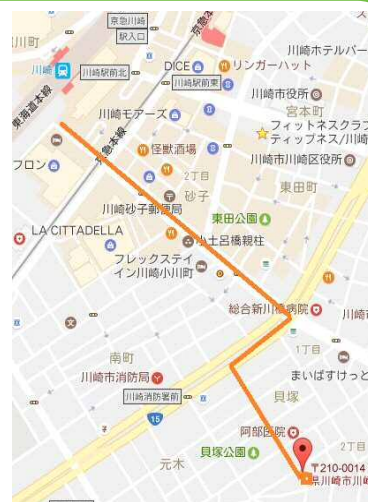 京急川崎
駅入口
川町
川崎
川崎駅前北
東海道本線
DICE
リンガーハット
川崎ホテルパー
川崎駅前東
川崎市役所
宮本町
川崎モアーズ
フィットネスクラブ
ティップネス/川崎
怪獣酒場
京急本線
フロン
2丁目
砂子
川崎市川崎区役所
東田町
川崎砂子郵便局
東田公園
LA CITTADELLA
小土呂橋親柱
フレックステイ
イン川崎小川町
総合新川橋病院
川崎
1丁目
南町
まいばすけっと
川崎市消防局
貝塚
川崎消防署前
15
阿部医院
貝塚公園
2丁目
元木
〒210-0014
県川崎市川崎